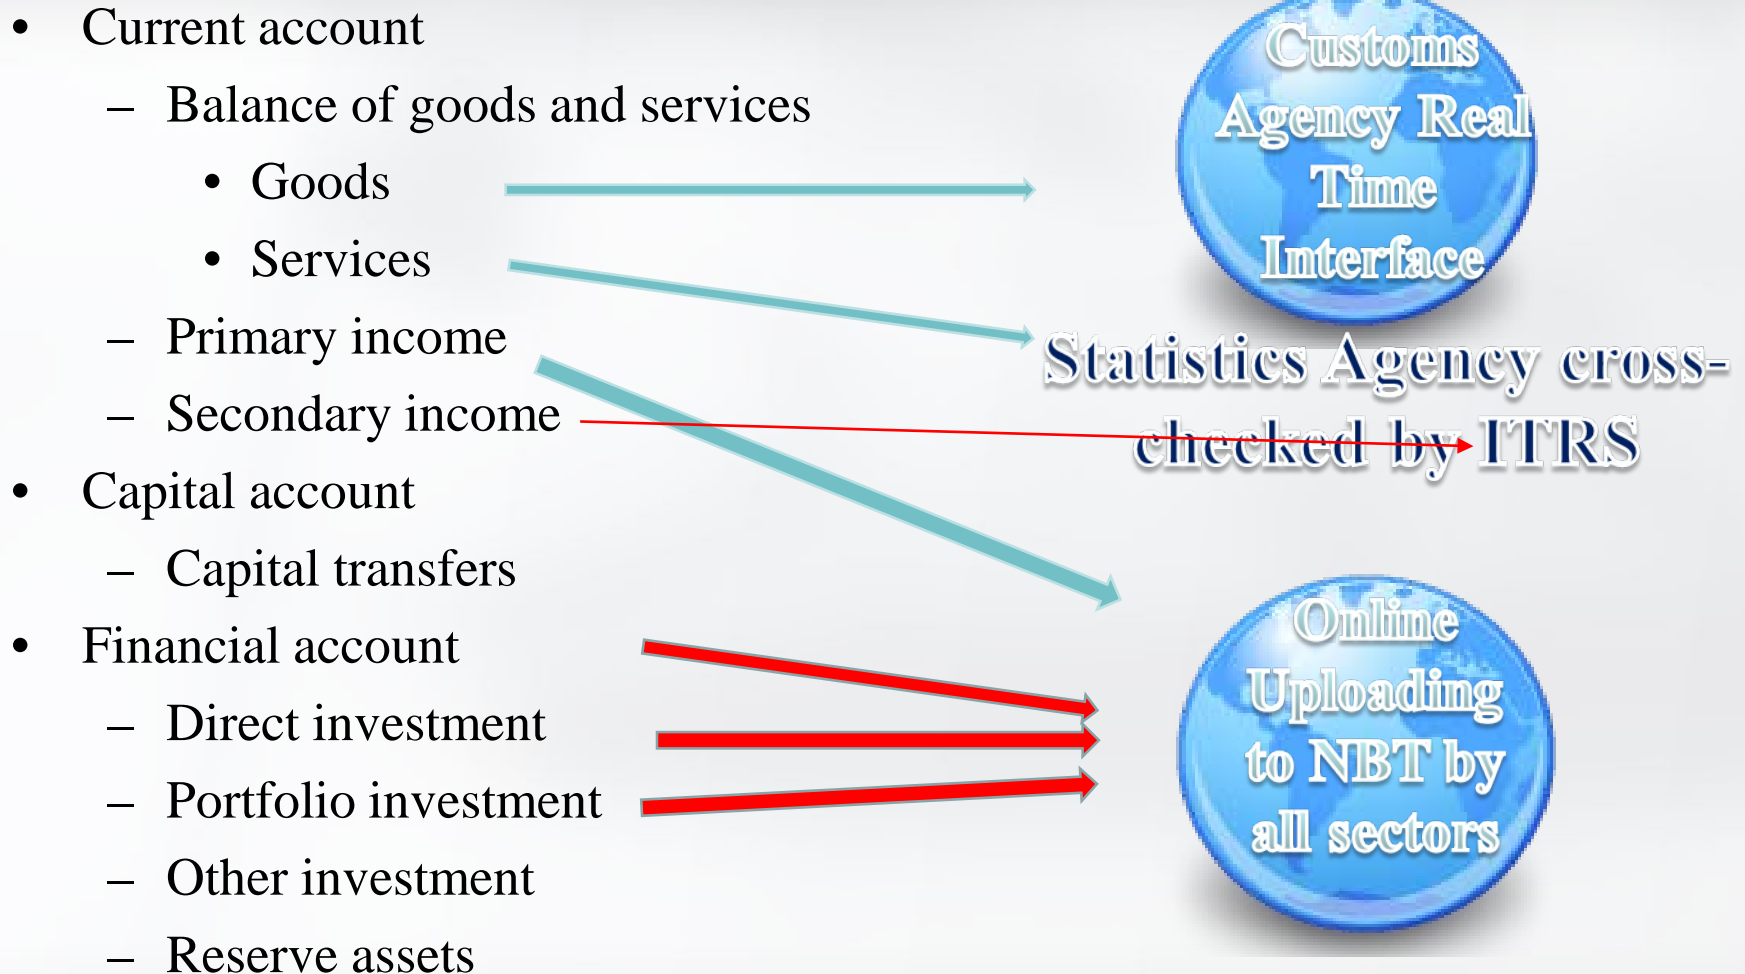 • Current account
– Balance of goods and services
• Goods
• Services
– Primary income
– Secondary income
• Capital account
– Capital transfers
• Financial account
– Direct investment
– Portfolio investment
– Other investment
– Reserve assets
Customs
Agency Real
Time
Interface
Statistics Agency cross-
checked by ITRS
Online
Uploading
to NBT by
all sectors